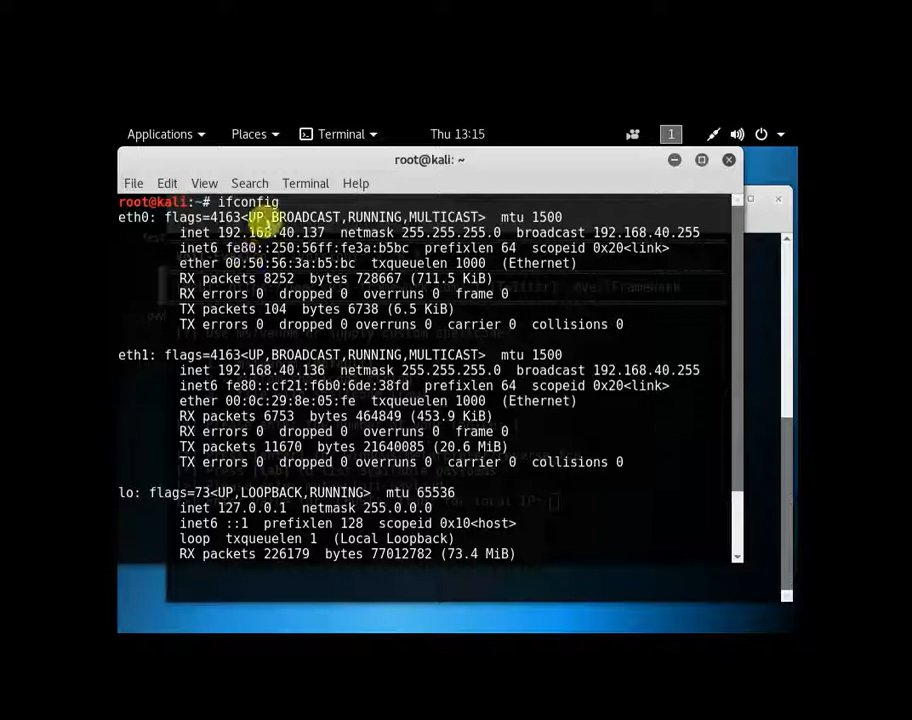 Applications Places Terminal Thu 13:15 1
root@kali: ~
File Edit View Search Terminal Help
root@kali:~# ifconfig
eth0: flags=4163<UP,BROADCAST,RUNNING,MULTICAST>  mtu 1500
inet 192.168.40.137  netmask 255.255.255.0  broadcast 192.168.40.255
inet6 fe80::250:56ff:fe3a:b5bc  prefixlen 64  scopeid 0x20<link>
ether 00:50:56:3a:b5:bc  txqueuelen 1000  (Ethernet)
RX packets 8252  bytes 728667 (711.5 KiB)
RX errors 0  dropped 0  overruns 0  frame 0
TX packets 104  bytes 6738 (6.5 KiB)
TX errors 0  dropped 0 overruns 0  carrier 0  collisions 0
eth1: flags=4163<UP,BROADCAST,RUNNING,MULTICAST>  mtu 1500
inet 192.168.40.136  netmask 255.255.255.0  broadcast 192.168.40.255
inet6 fe80::cf21:f6b0:6de:38fd  prefixlen 64  scopeid 0x20<link>
ether 00:0c:29:8e:05:fe  txqueuelen 1000  (Ethernet)
RX packets 6753  bytes 464849 (453.9 KiB)
RX errors 0  dropped 0  overruns 0  frame 0
TX packets 11670  bytes 21640085 (20.6 MiB)
TX errors 0  dropped 0 overruns 0  carrier 0  collisions 0
lo: flags=73<UP,LOOPBACK,RUNNING>  mtu 65536
inet 127.0.0.1  netmask 255.0.0.0
inet6 ::1  prefixlen 128  scopeid 0x10<host>
loop  txqueuelen 1  (Local Loopback)
RX packets 226179  bytes 77012782 (73.4 MiB)